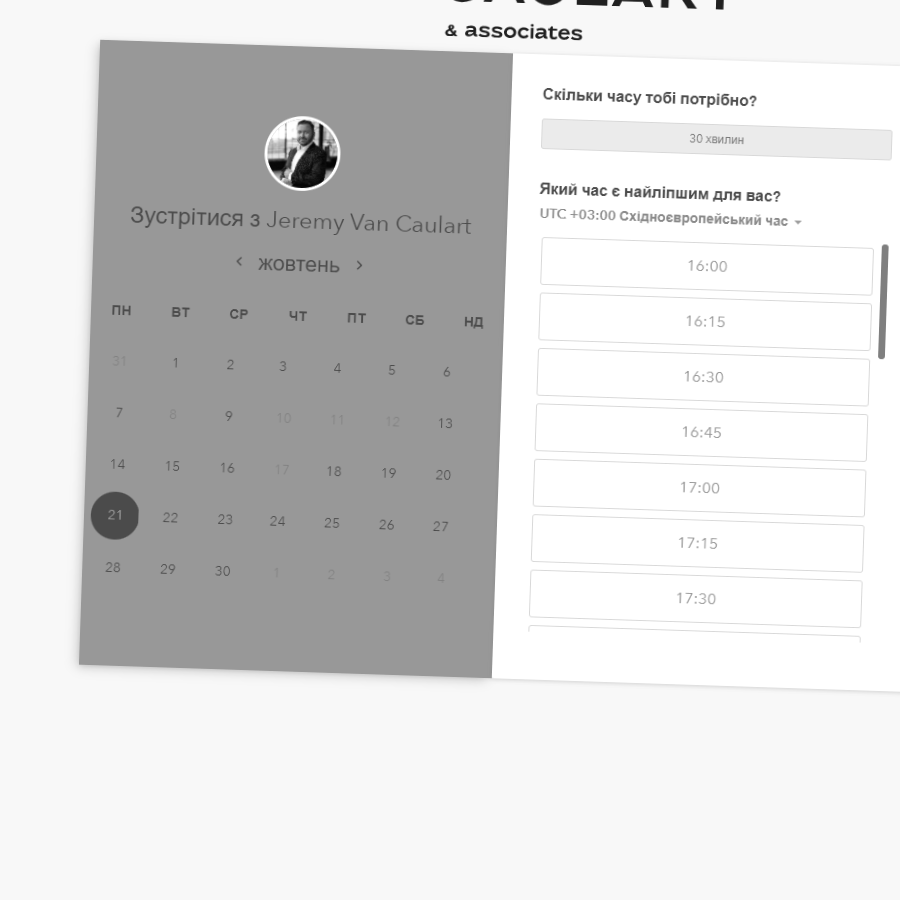 & associates
Зустрітися з Jeremy Van Caulart
жовтень
ПН ВТ СР ЧТ ПТ СБ НД
31 1 2 3 4 5 6
7 8 9 10 11 12 13
14 15 16 17 18 19 20
21 22 23 24 25 26 27
28 29 30 1 2 3 4
Скільки часу тобі потрібно?
30 хвилин
Який час є найліпшим для вас?
UTC +03:00 Східноєвропейський час
16:00
16:15
16:30
16:45
17:00
17:15
17:30